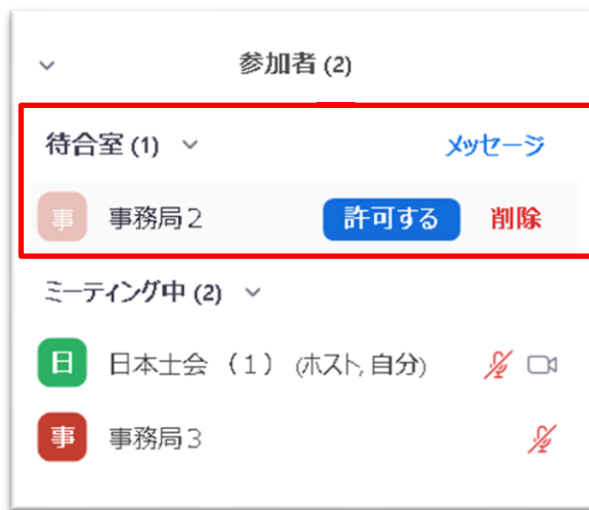 参加者 (2)
待合室 (1) メッセージ
事 事務局2 許可する 削除
ミーティング中 (2)
日 日本士会 (1) (ホスト, 自分)
事 事務局3